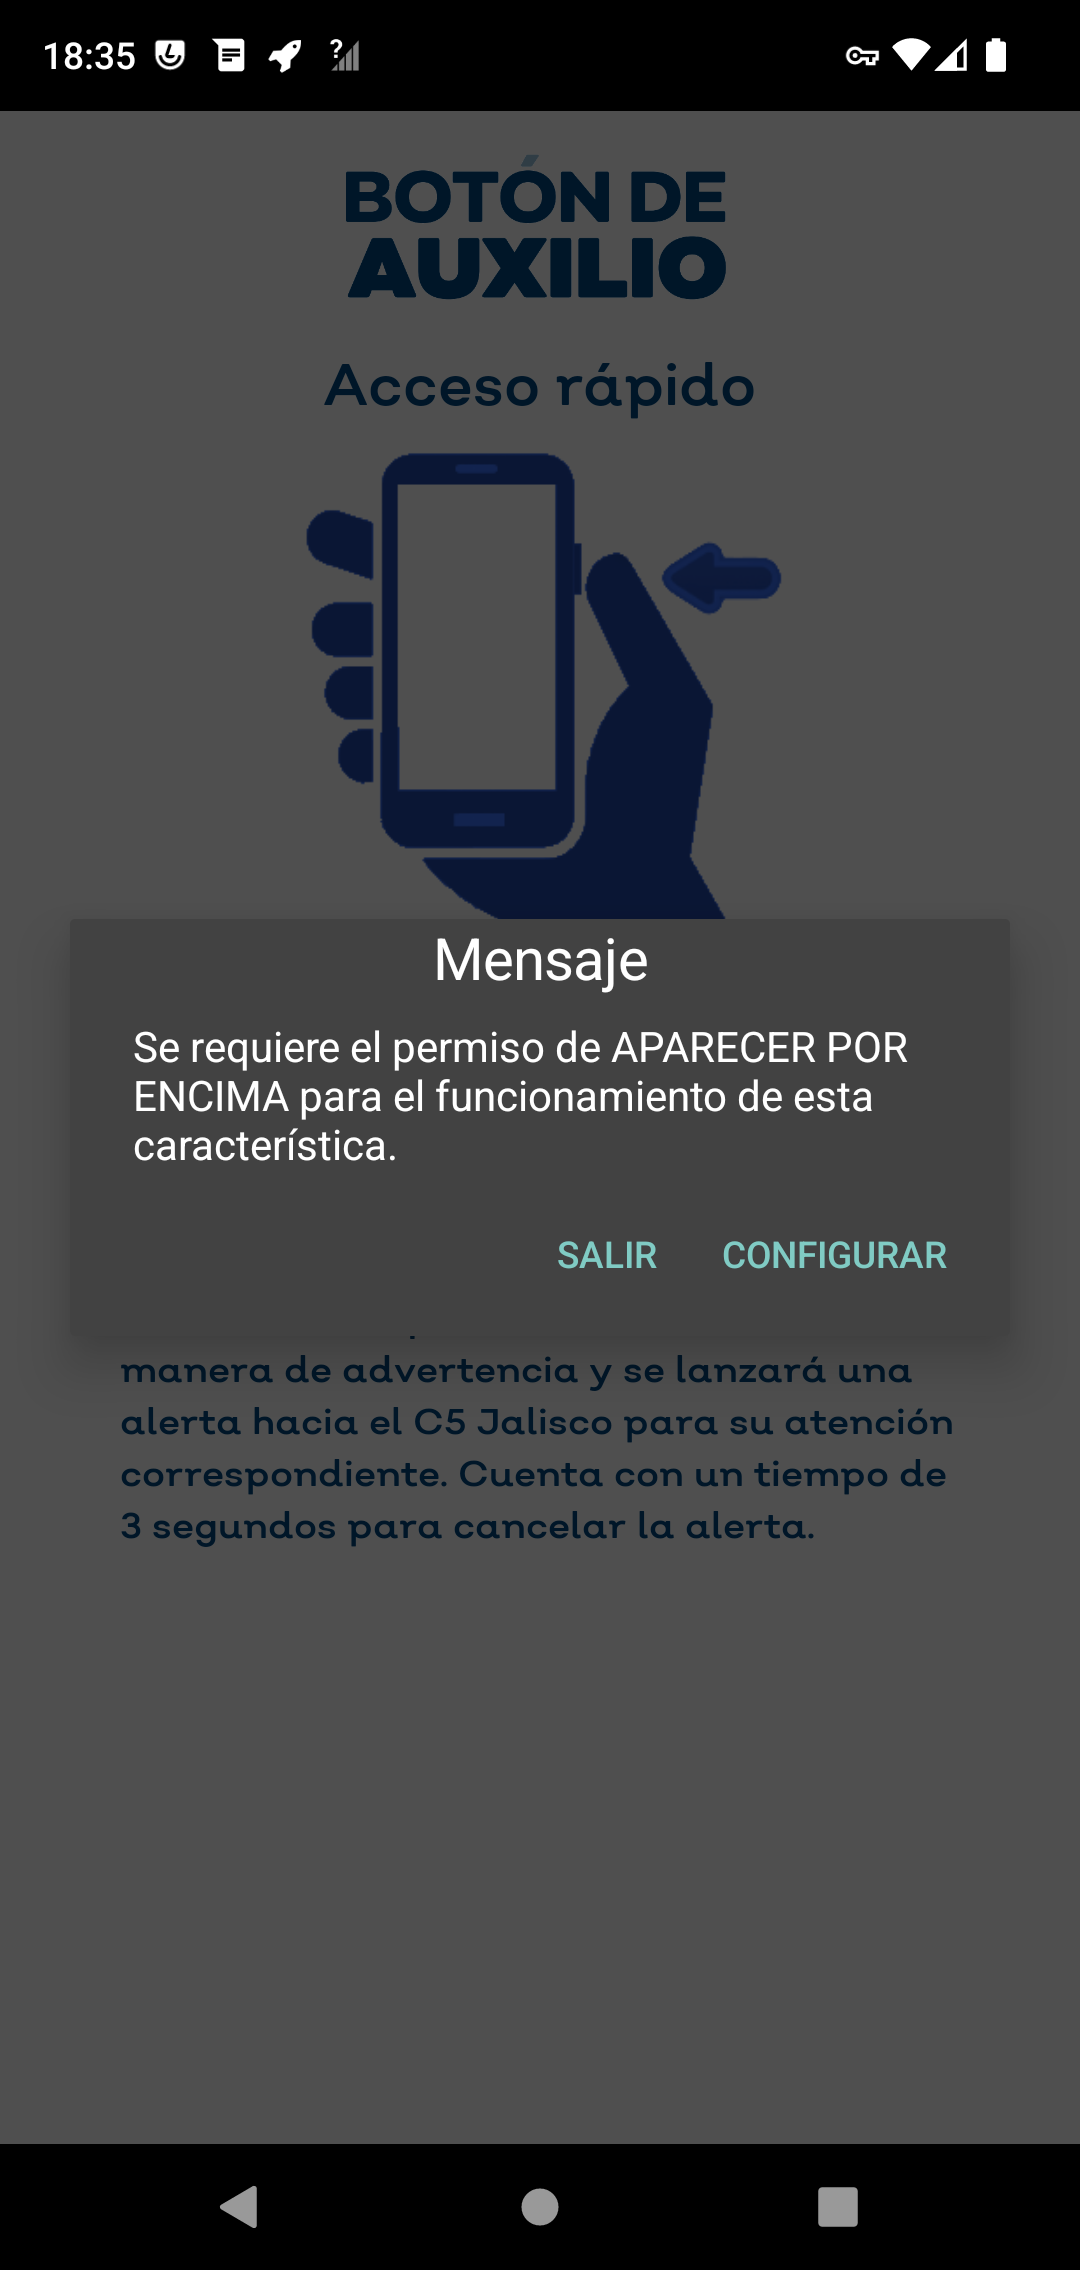 18:35
BOTÓN DE
AUXILIO
Acceso rápido
Mensaje
Se requiere el permiso de APARECER POR
ENCIMA para el funcionamiento de esta
característica.
SALIR CONFIGURAR
manera de advertencia y se lanzará una
alerta hacia el C5 Jalisco para su atención
correspondiente. Cuenta con un tiempo de
3 segundos para cancelar la alerta.